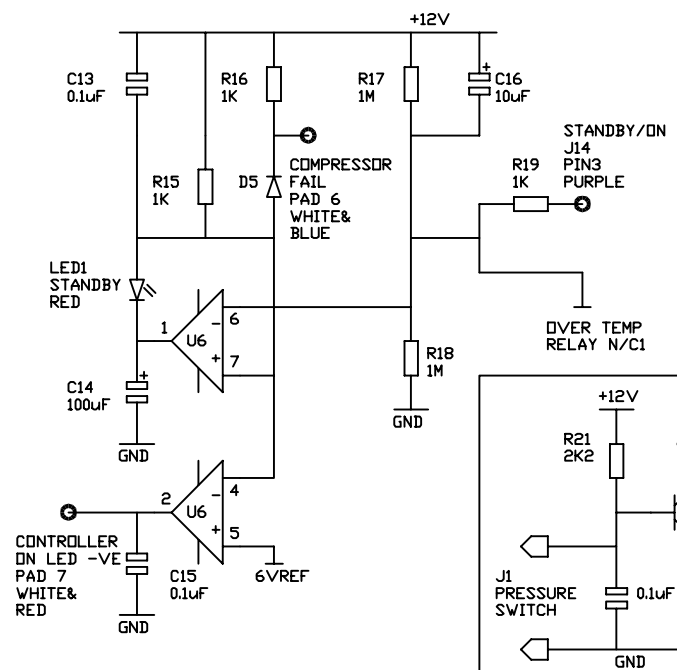 +12V
C13
0.1uF
R16
1K
R17
1M
C16
10uF
STANDBY/ON
J14
PIN3
PURPLE
R19
1K
R15
1K
D5
COMPRESSOR
FAIL
PAD 6
WHITE&
BLUE
LED1
STANDBY
RED
1
U6
6
-
+
7
OVER TEMP
RELAY N/C1
R18
1M
GND
C14
100uF
GND
+12V
R21
2K2
2
U6
4
-
+
5
CONTROLLER
ON LED -VE
PAD 7
WHITE&
RED
C15
0.1uF
6VREF
GND
J1
PRESSURE
SWITCH
0.1uF
GND